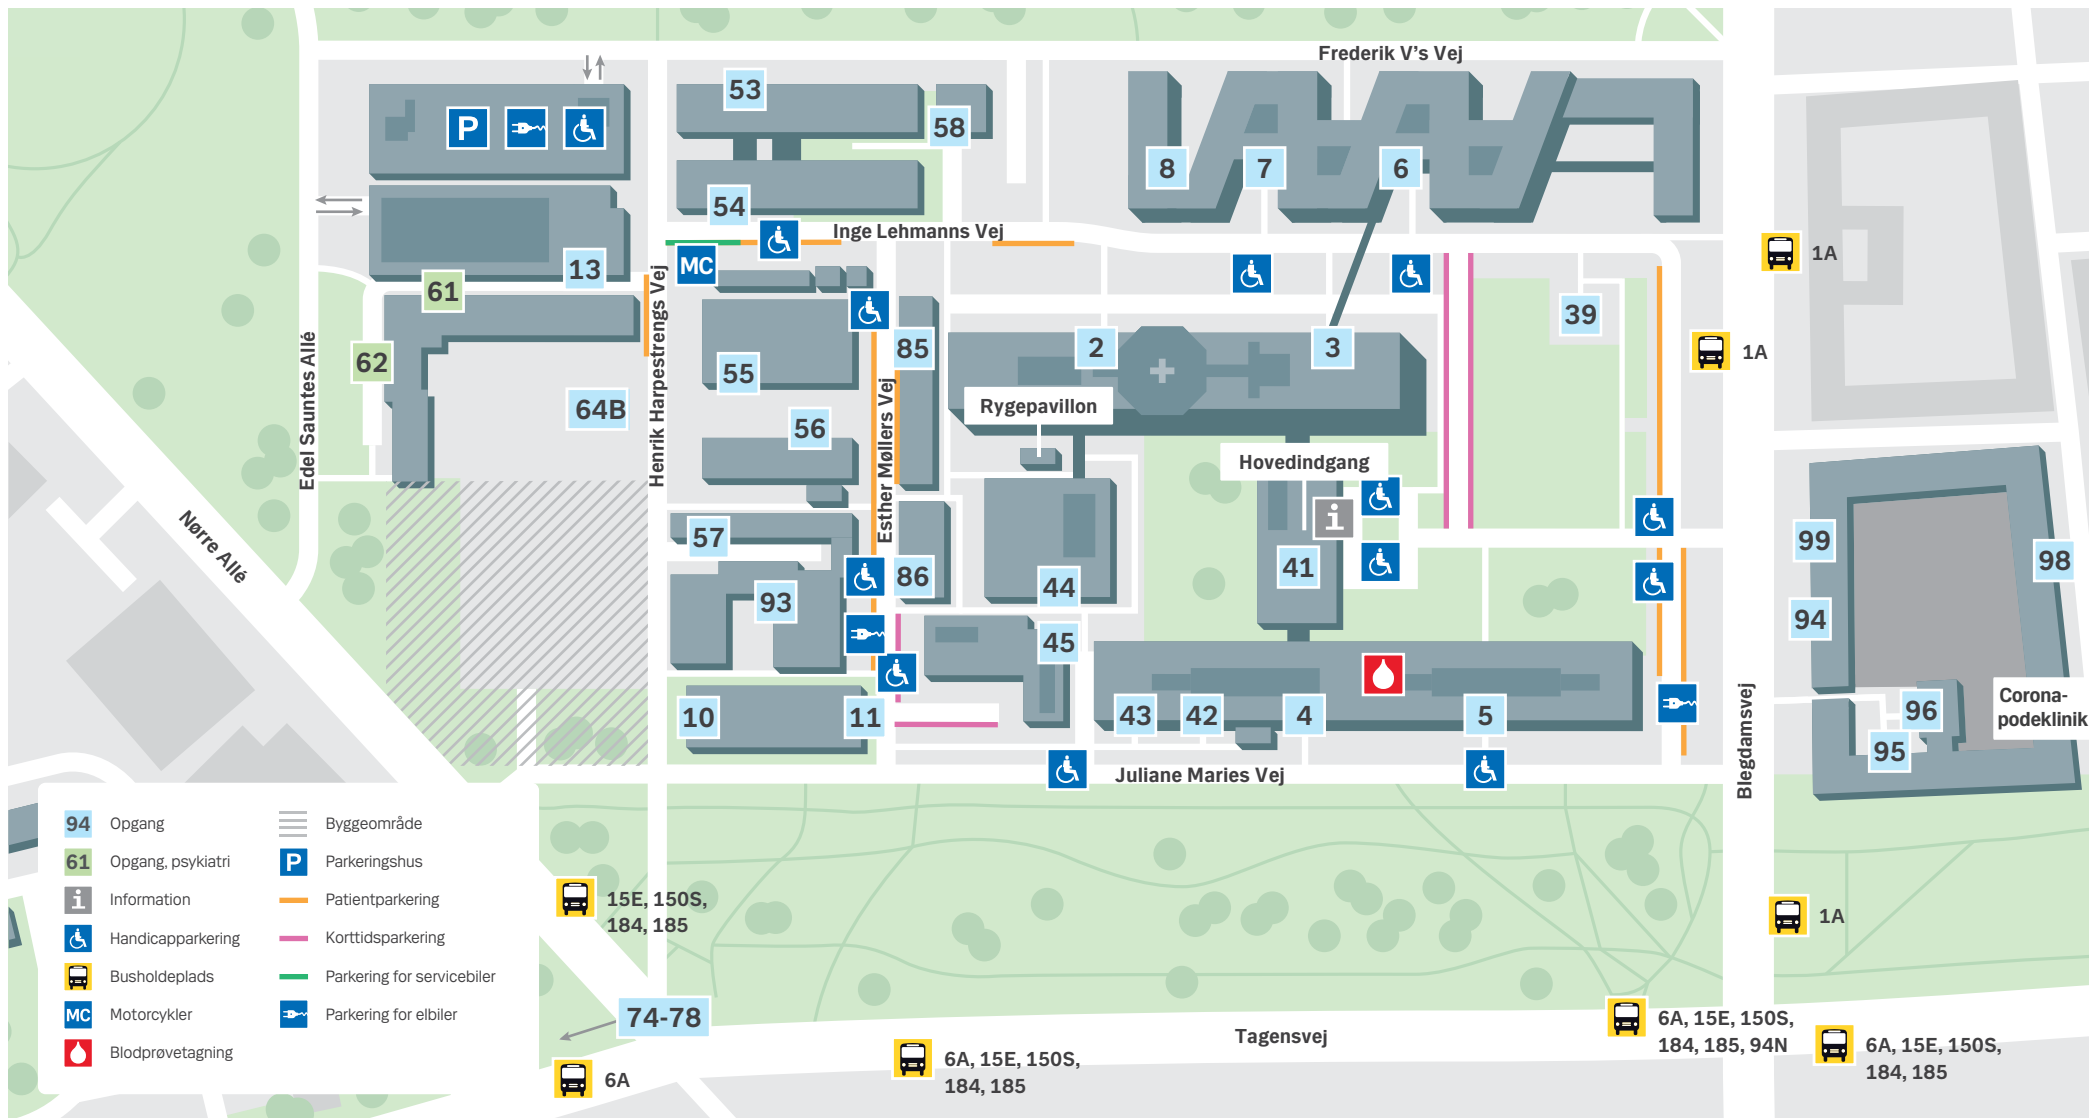 Frederik V's Vej
53
58
P
8
7
6
54
Inge Lehmanns Vej
MC
13
61
1A
39
62
55
85
2
3
1A
64B
Rygepavillon
56
Edel Sauntes Allé
Henrik Harpestrengs Vej
Esther Møllers Vej
Hovedindgang
i
Nørre Allé
57
99
98
86
41
44
93
94
45
10
11
43
42
4
5
96
95
Corona-
podeklinik
Blegdamsvej
Juliane Maries Vej
94 Opgang
61 Opgang, psykiatri
i Information
Handicapparkering
Busholdeplads
MC Motorcykler
Blodprøvetagning
Byggeområde
P Parkeringshus
Patientparkering
Korttidsparkering
Parkering for servicebiler
Parkering for elbiler
15E, 150S,
184, 185
1A
74-78
6A
Tagensvej
6A, 15E, 150S,
184, 185
6A, 15E, 150S,
184, 185, 94N
6A, 15E, 150S,
184, 185